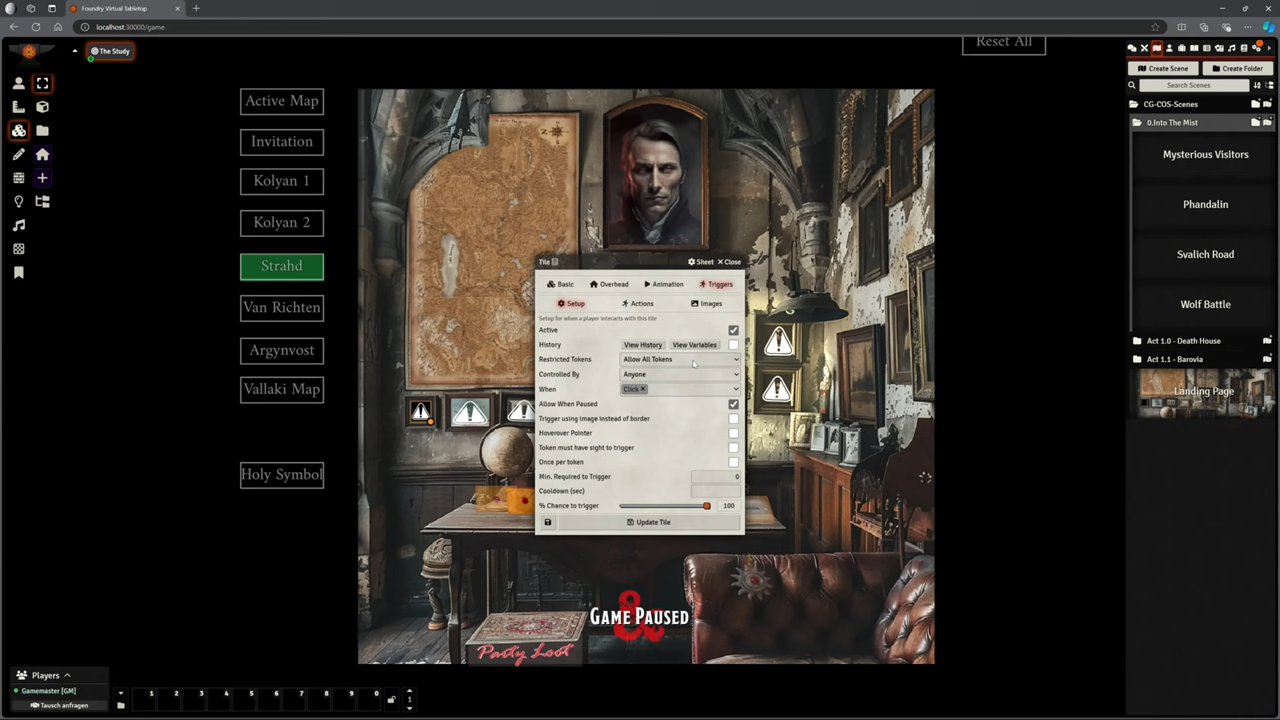 Foundry Virtual Tabletop
localhost:30000/game
The Study
Reset All
Create Scene
Create Folder
Search Scenes
CG-COS-Scenes
0.Into The Mist
Mysterious Visitors
Phandalin
Svalich Road
Wolf Battle
Act 1.0 - Death House
Act 1.1 - Barovia
Landing Page
Active Map
Invitation
Kolyan 1
Kolyan 2
Strahd
Van Richten
Argynvost
Vallaki Map
Holy Symbol
Tile
Sheet
Close
Basic
Overhead
Animation
Triggers
Setup
Actions
Images
Setup for when a player interacts with this tile
Active
History
View History
View Variables
Restricted Tokens
Allow All Tokens
Controlled By
Anyone
When
Click ×
Allow When Paused
Trigger using image instead of border
Hoverover Pointer
Token must have sight to trigger
Once per token
Min. Required to Trigger
0
Cooldown (sec)
% Chance to trigger
100
Update Tile
GAME PAUSED
Party Loot
Players
Gamemaster [GM]
Tausch anfragen
1 2 3 4 5 6 7 8 9 0
1